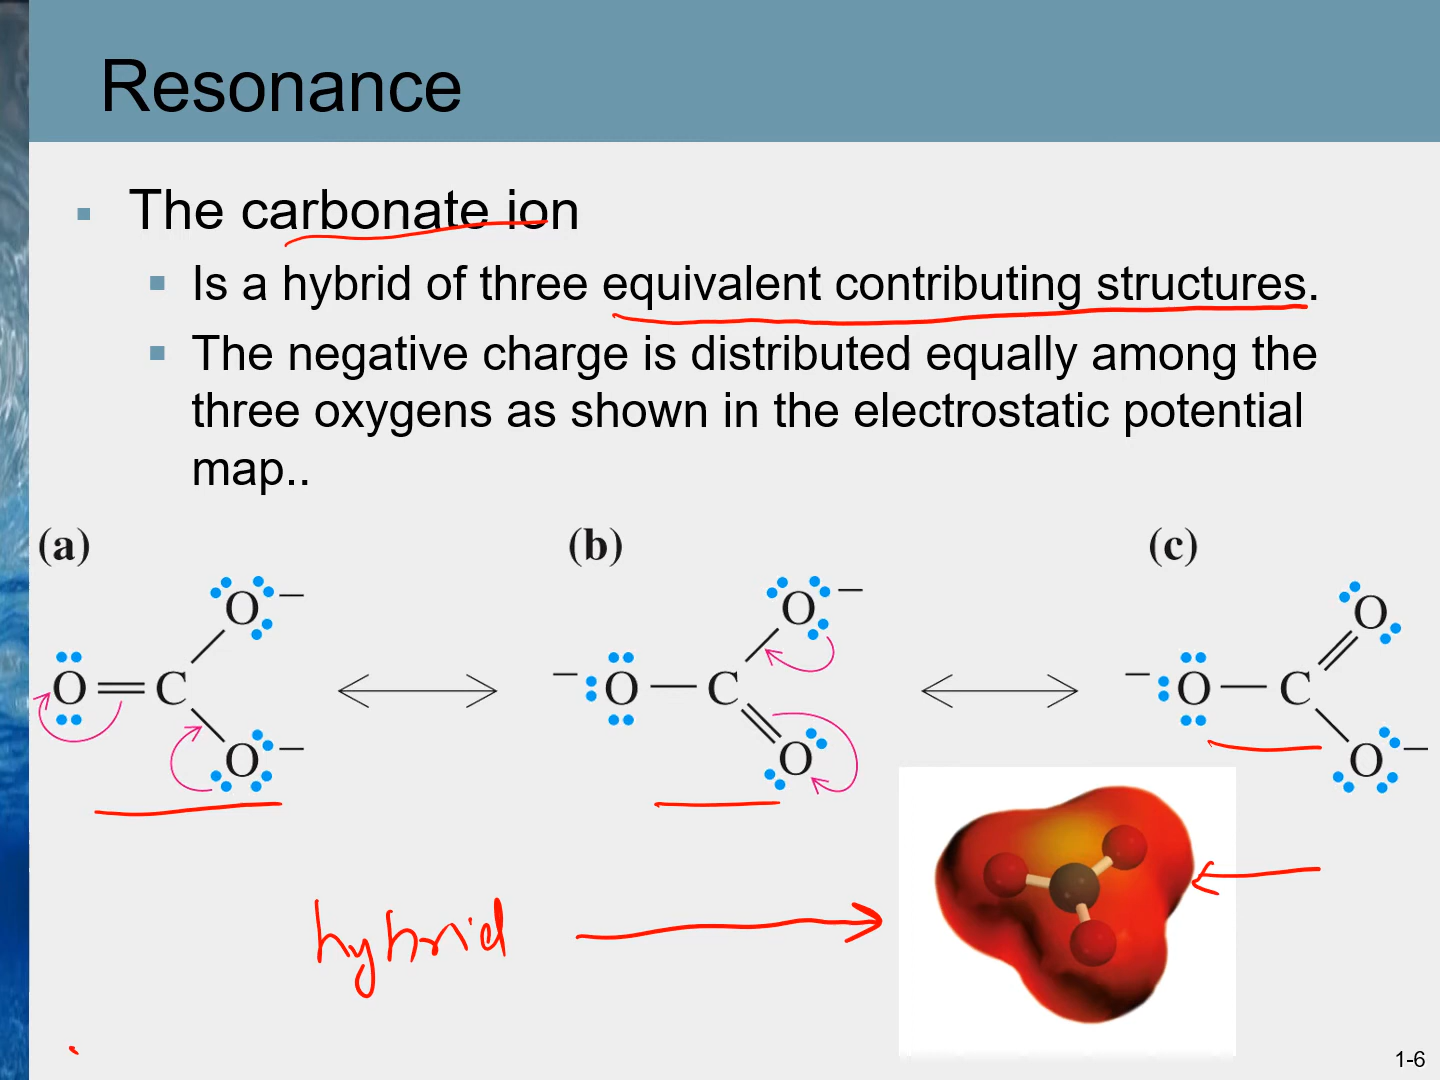 Resonance
The carbonate ion
Is a hybrid of three equivalent contributing structures.
The negative charge is distributed equally among the
three oxygens as shown in the electrostatic potential
map..
(a) (b) (c)
O − O − O
O = C − O − C − O − C
O − O O −
hybrid
1-6